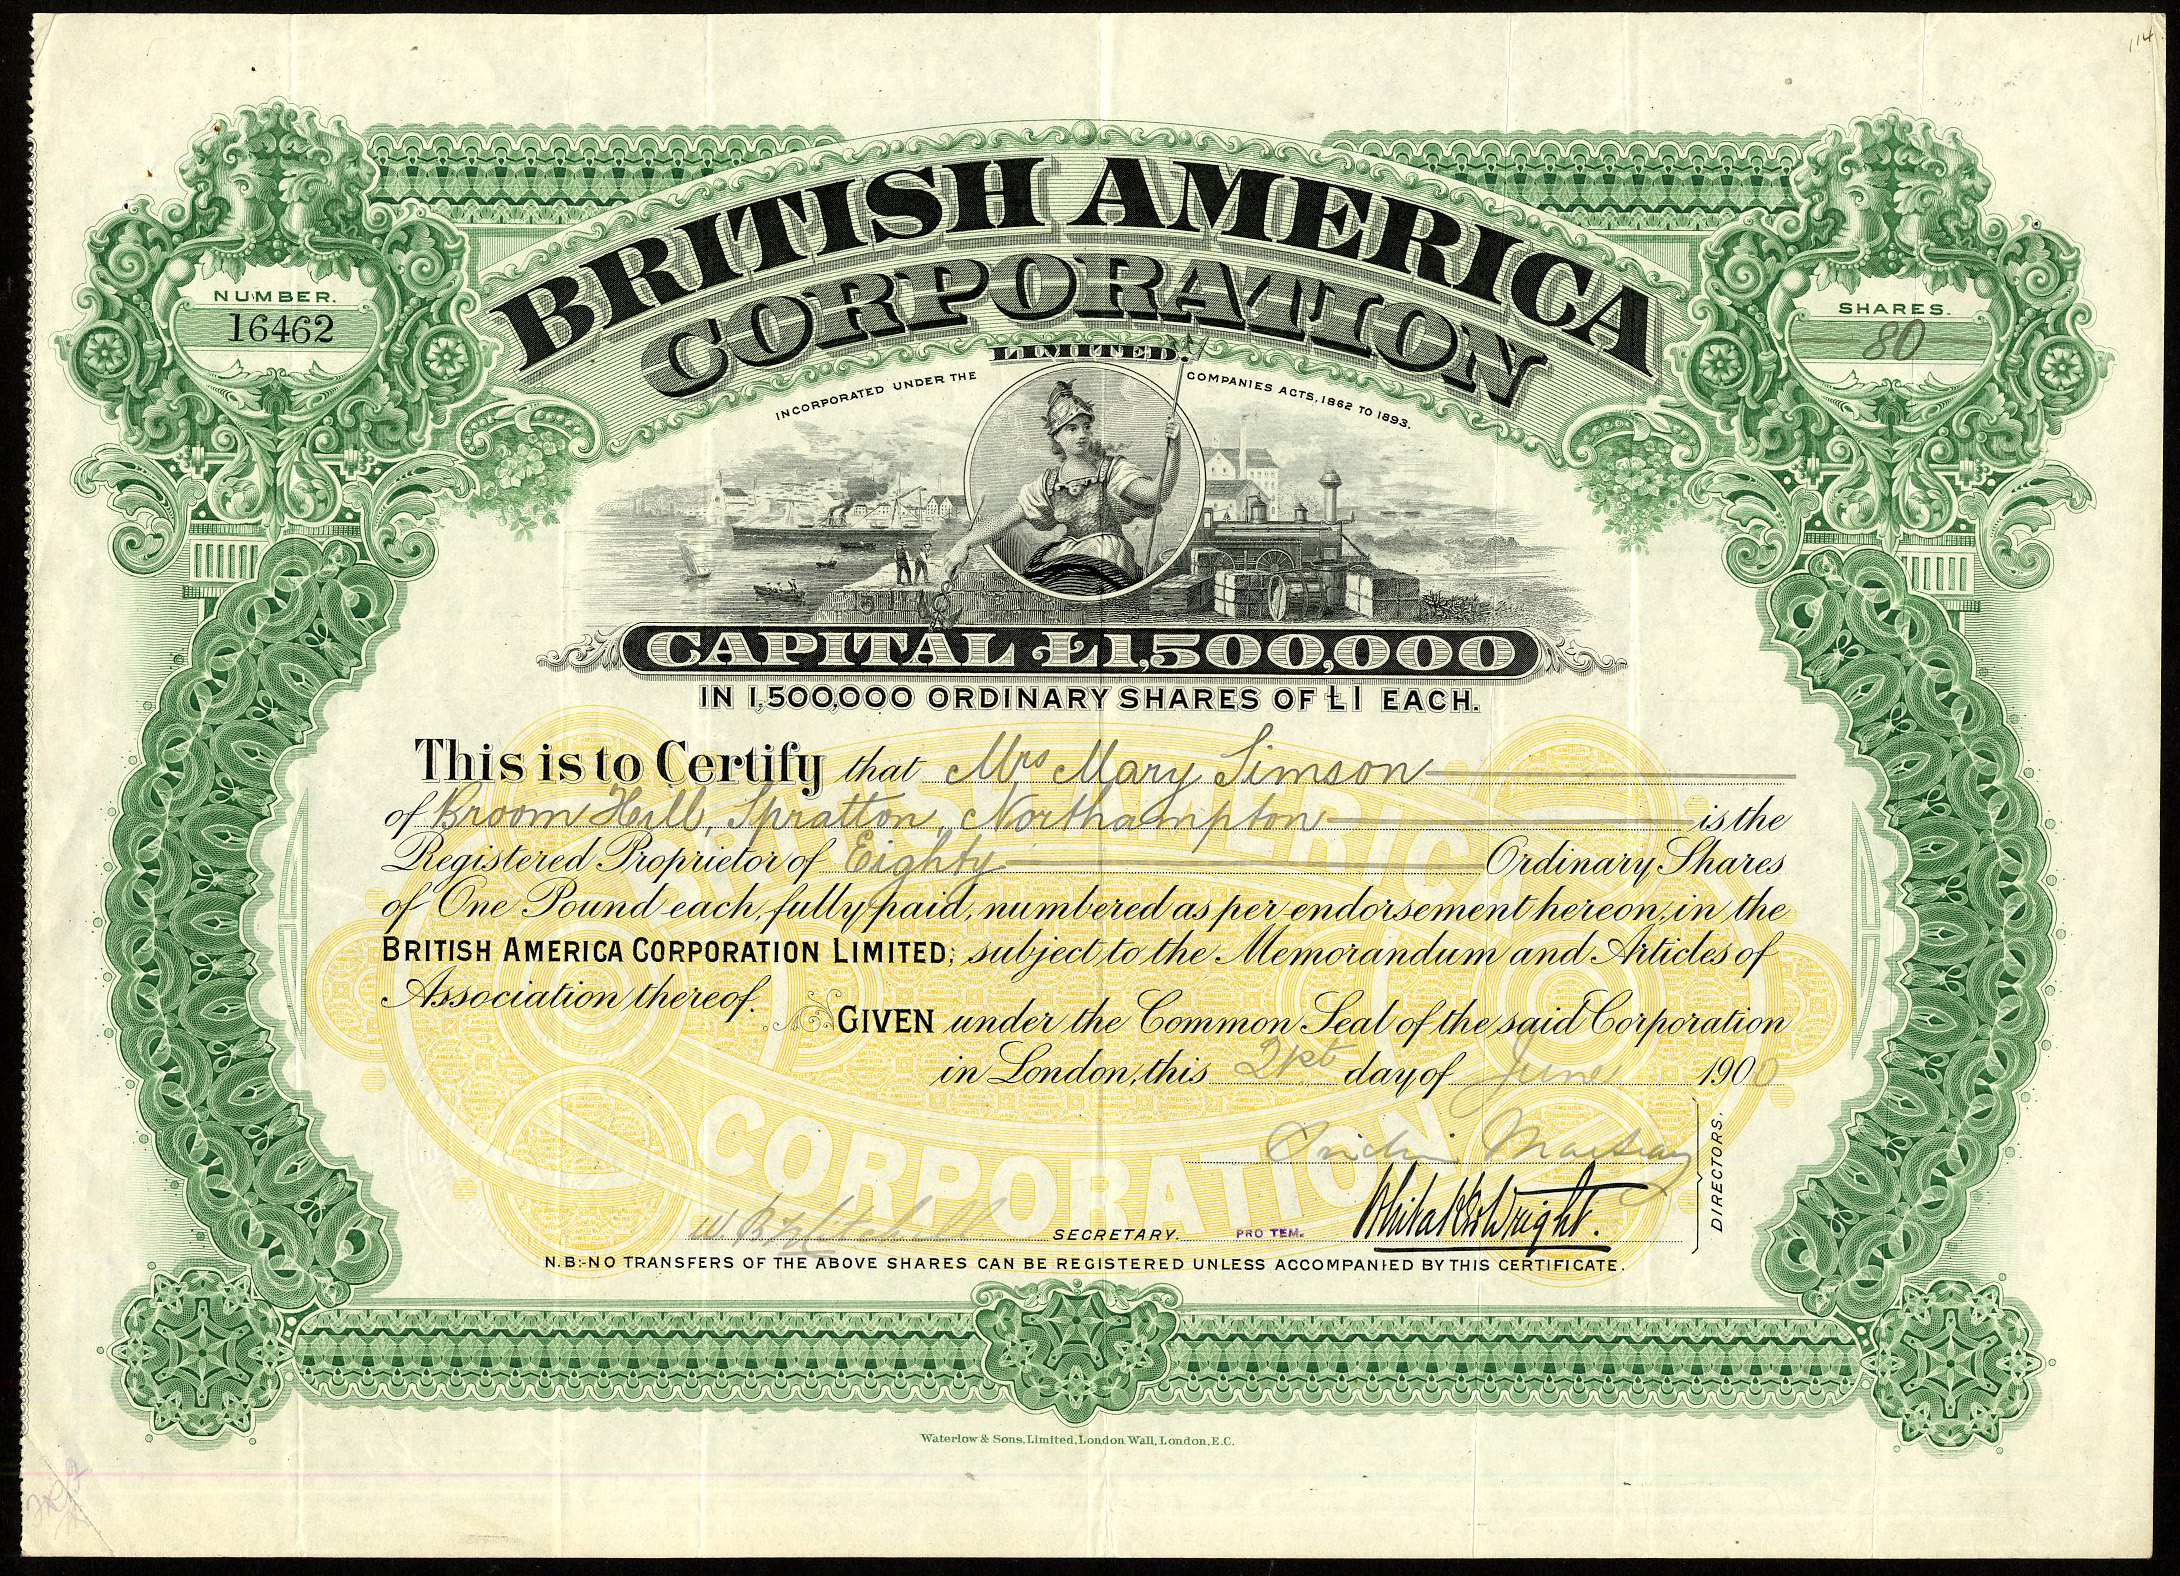 114
BRITISH AMERICA
CORPORATION
LIMITED.
NUMBER.
16462
SHARES.
80
INCORPORATED UNDER THE COMPANIES ACTS, 1862 TO 1893.
CAPITAL £1,500,000
IN 1,500,000 ORDINARY SHARES OF £1 EACH.
This is to Certify that Mrs Mary Simson
of Broom Hill, Spratton, Northampton is the
Registered Proprietor of Eighty Ordinary Shares
of One Pound each, fully paid, numbered as per endorsement hereon, in the
BRITISH AMERICA CORPORATION LIMITED; subject to the Memorandum and Articles of
Association thereof.
GIVEN under the Common Seal of the said Corporation
in London, this 21st day of June 1900
BRITISH AMERICA
CORPORATION
DIRECTORS.
W. B. Mitchell SECRETARY. PRO TEM. Whitaker Wright.
N.B:-NO TRANSFERS OF THE ABOVE SHARES CAN BE REGISTERED UNLESS ACCOMPANIED BY THIS CERTIFICATE.
Waterlow & Sons, Limited, London Wall, London, E.C.